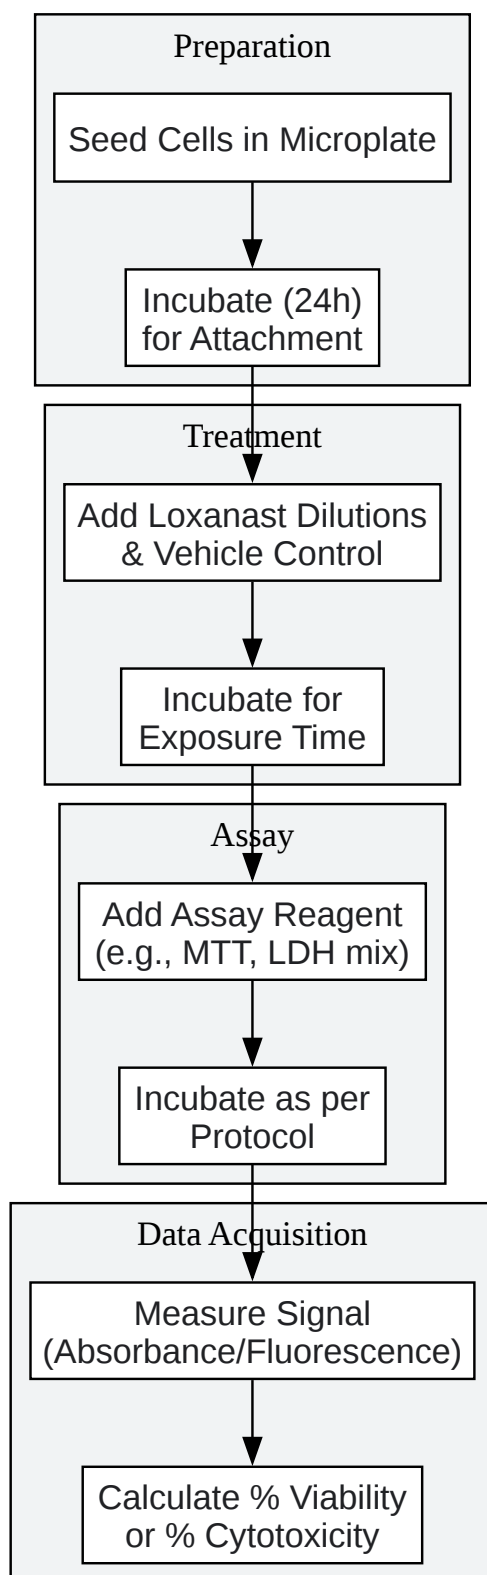 Preparation
Seed Cells in Microplate
Incubate (24h)
for Attachment
Treatment
Add Loxanast Dilutions
& Vehicle Control
Incubate for
Exposure Time
Assay
Add Assay Reagent
(e.g., MTT, LDH mix)
Incubate as per
Protocol
Data Acquisition
Measure Signal
(Absorbance/Fluorescence)
Calculate % Viability
or % Cytotoxicity